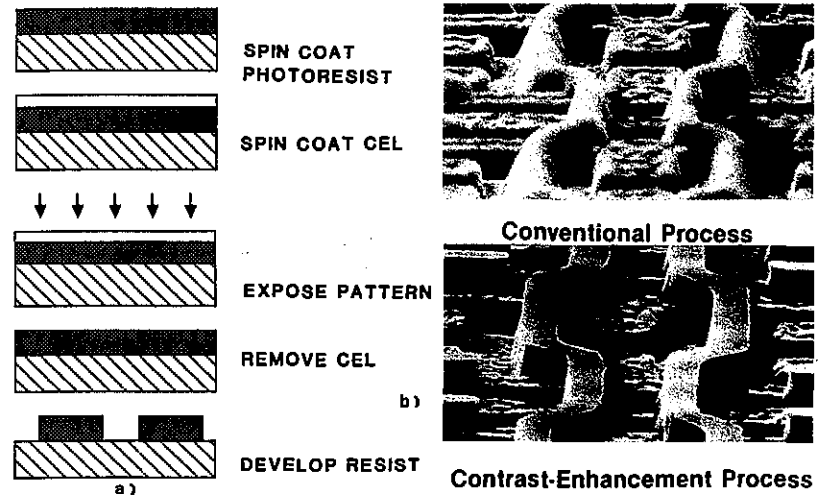 SPIN COAT
PHOTORESIST
SPIN COAT CEL
EXPOSE PATTERN
REMOVE CEL
DEVELOP RESIST
a)
Conventional Process
b)
Contrast-Enhancement Process